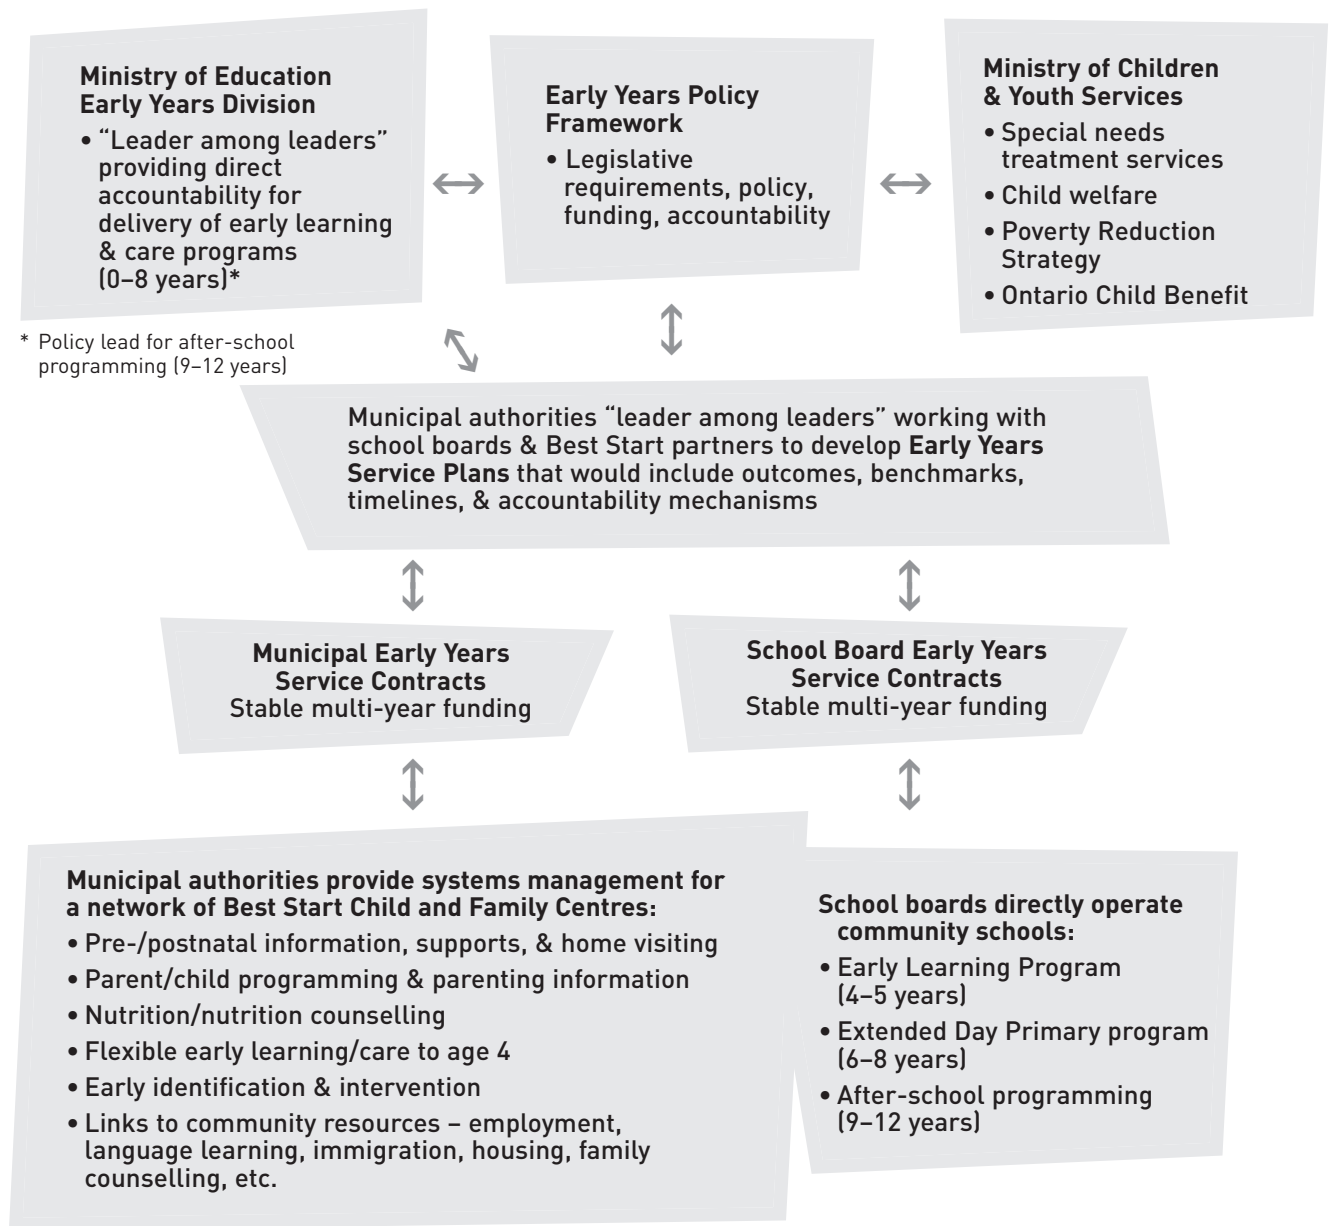 Ministry of Education
Early Years Division
• “Leader among leaders”
providing direct
accountability for
delivery of early learning
& care programs
(0–8 years)*
* Policy lead for after-school
programming (9–12 years)
Early Years Policy
Framework
• Legislative
requirements, policy,
funding, accountability
Ministry of Children
& Youth Services
• Special needs
treatment services
• Child welfare
• Poverty Reduction
Strategy
• Ontario Child Benefit
Municipal authorities “leader among leaders” working with
school boards & Best Start partners to develop Early Years
Service Plans that would include outcomes, benchmarks,
timelines, & accountability mechanisms
Municipal Early Years
Service Contracts
Stable multi-year funding
School Board Early Years
Service Contracts
Stable multi-year funding
Municipal authorities provide systems management for
a network of Best Start Child and Family Centres:
• Pre-/postnatal information, supports, & home visiting
• Parent/child programming & parenting information
• Nutrition/nutrition counselling
• Flexible early learning/care to age 4
• Early identification & intervention
• Links to community resources – employment,
language learning, immigration, housing, family
counselling, etc.
School boards directly operate
community schools:
• Early Learning Program
(4–5 years)
• Extended Day Primary program
(6–8 years)
• After-school programming
(9–12 years)